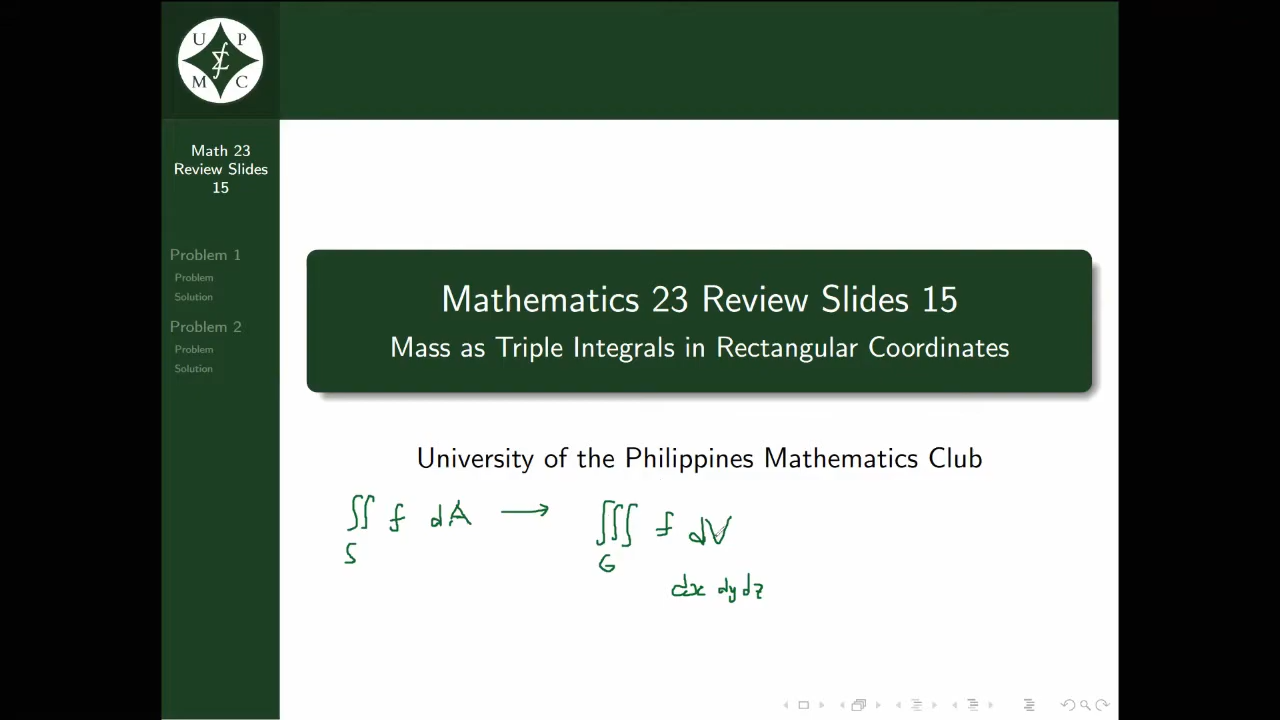 U P
M C
Math 23
Review Slides
15
Problem 1
Problem
Solution
Problem 2
Problem
Solution
Mathematics 23 Review Slides 15
Mass as Triple Integrals in Rectangular Coordinates
University of the Philippines Mathematics Club
∬ f dA → ∭ f dV
S G
dx dy dz